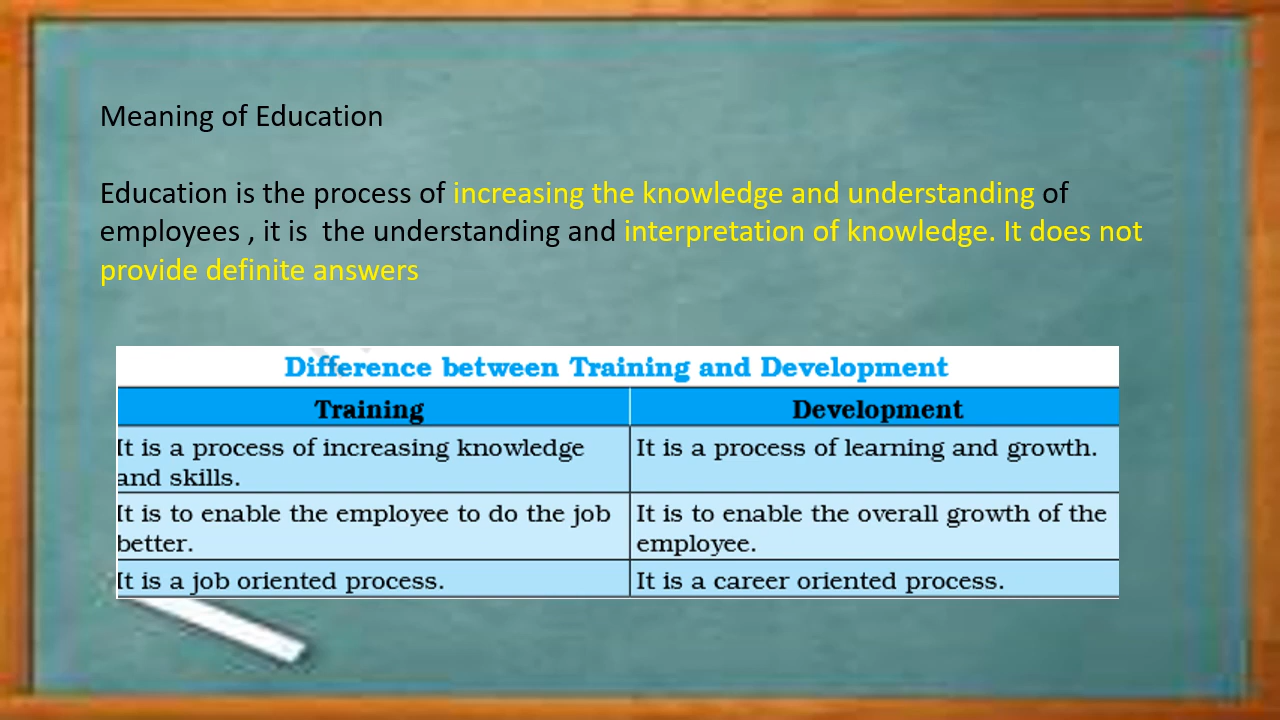 Meaning of Education
Education is the process of increasing the knowledge and understanding of
employees , it is  the understanding and interpretation of knowledge. It does not
provide definite answers
Difference between Training and Development
Training
Development
It is a process of increasing knowledge
and skills.
It is a process of learning and growth.
It is to enable the employee to do the job
better.
It is to enable the overall growth of the
employee.
It is a job oriented process.
It is a career oriented process.